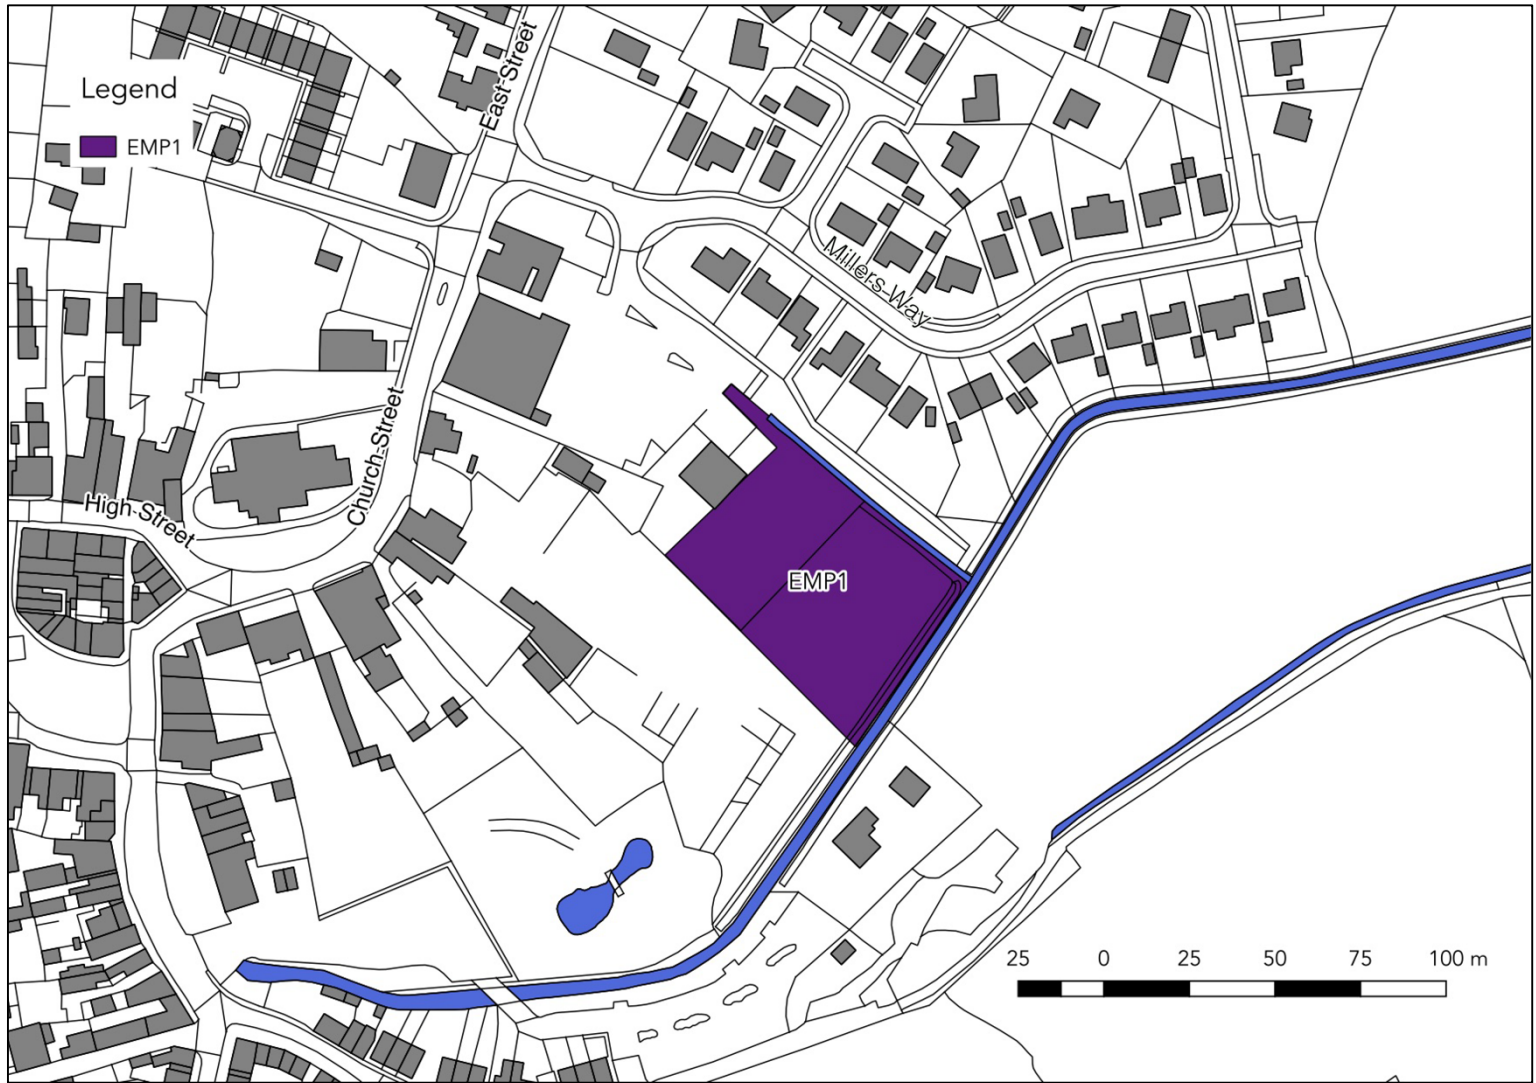 East Street
Legend
EMP1
Millers Way
Church Street
High Street
EMP1
25 0 25 50 75 100 m